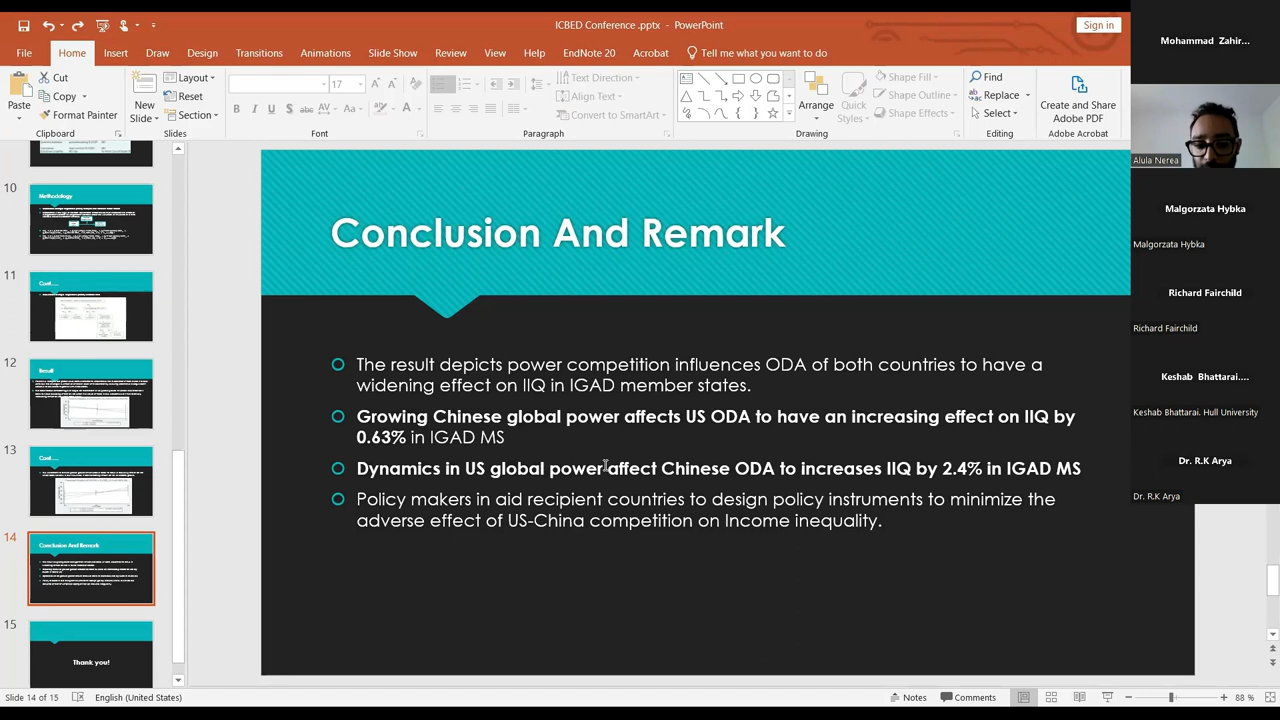 ICBED Conference .pptx - PowerPoint
Sign in
File Home Insert Draw Design Transitions Animations Slide Show Review View Help EndNote 20 Acrobat Tell me what you want to do
Paste
Cut
Copy
Format Painter
Clipboard
New Slide
Layout
Reset
Section
Slides
17
Font
Text Direction
Align Text
Convert to SmartArt
Paragraph
Arrange
Quick Styles
Shape Fill
Shape Outline
Shape Effects
Drawing
Find
Replace
Select
Editing
Create and Share
Adobe PDF
Adobe Acrobat
10
Methodology
11
Cont.....
12
Result
13
Cont.....
14
Conclusion And Remark
15
Thank you!
Conclusion And Remark
The result depicts power competition influences ODA of both countries to have a
widening effect on IIQ in IGAD member states.
Growing Chinese global power affects US ODA to have an increasing effect on IIQ by
0.63% in IGAD MS
Dynamics in US global power affect Chinese ODA to increases IIQ by 2.4% in IGAD MS
Policy makers in aid recipient countries to design policy instruments to minimize the
adverse effect of US-China competition on Income inequality.
Mohammad Zahir...
Alula Nerea
Malgorzata Hybka
Malgorzata Hybka
Richard Fairchild
Richard Fairchild
Keshab Bhattarai....
Keshab Bhattarai. Hull University
Dr. R.K Arya
Dr. R.K Arya
Slide 14 of 15
English (United States)
Notes
Comments
88 %